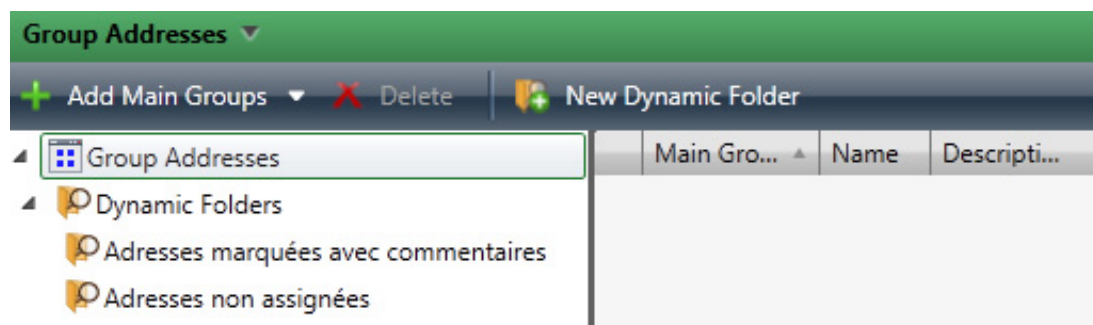 Group Addresses
Add Main Groups Delete New Dynamic Folder
Group Addresses Main Gro... Name Descripti...
Dynamic Folders
Adresses marquées avec commentaires
Adresses non assignées